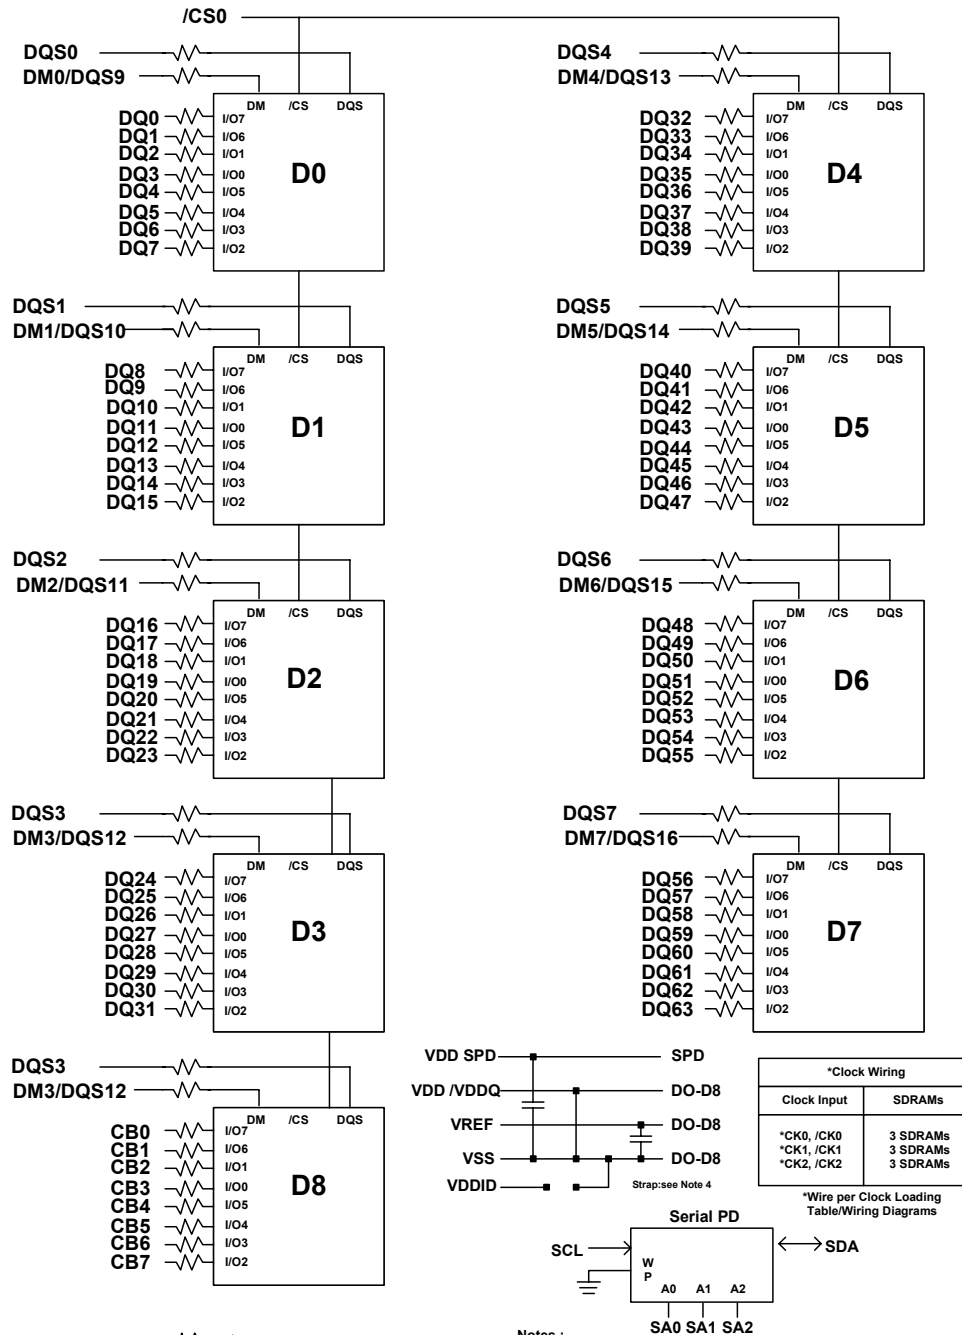 /CS0
DQS0
DM0/DQS9
DM /CS DQS
DQ0 I/O7
DQ1 I/O6
DQ2 I/O1
DQ3 I/O0
DQ4 I/O5
DQ5 I/O4
DQ6 I/O3
DQ7 I/O2
D0
DQS4
DM4/DQS13
DM /CS DQS
DQ32 I/O7
DQ33 I/O6
DQ34 I/O1
DQ35 I/O0
DQ36 I/O5
DQ37 I/O4
DQ38 I/O3
DQ39 I/O2
D4
DQS1
DM1/DQS10
DM /CS DQS
DQ8 I/O7
DQ9 I/O6
DQ10 I/O1
DQ11 I/O0
DQ12 I/O5
DQ13 I/O4
DQ14 I/O3
DQ15 I/O2
D1
DQS5
DM5/DQS14
DM /CS DQS
DQ40 I/O7
DQ41 I/O6
DQ42 I/O1
DQ43 I/O0
DQ44 I/O5
DQ45 I/O4
DQ46 I/O3
DQ47 I/O2
D5
DQS2
DM2/DQS11
DM /CS DQS
DQ16 I/O7
DQ17 I/O6
DQ18 I/O1
DQ19 I/O0
DQ20 I/O5
DQ21 I/O4
DQ22 I/O3
DQ23 I/O2
D2
DQS6
DM6/DQS15
DM /CS DQS
DQ48 I/O7
DQ49 I/O6
DQ50 I/O1
DQ51 I/O0
DQ52 I/O5
DQ53 I/O4
DQ54 I/O3
DQ55 I/O2
D6
DQS3
DM3/DQS12
DM /CS DQS
DQ24 I/O7
DQ25 I/O6
DQ26 I/O1
DQ27 I/O0
DQ28 I/O5
DQ29 I/O4
DQ30 I/O3
DQ31 I/O2
D3
DQS7
DM7/DQS16
DM /CS DQS
DQ56 I/O7
DQ57 I/O6
DQ58 I/O1
DQ59 I/O0
DQ60 I/O5
DQ61 I/O4
DQ62 I/O3
DQ63 I/O2
D7
DQS3
DM3/DQS12
DM /CS DQS
CB0 I/O7
CB1 I/O6
CB2 I/O1
CB3 I/O0
CB4 I/O5
CB5 I/O4
CB6 I/O3
CB7 I/O2
D8
VDD SPD SPD
VDD /VDDQ DO-D8
VREF DO-D8
VSS DO-D8
VDDID Strap:see Note 4
*Clock Wiring
Clock Input SDRAMs
*CK0, /CK0 3 SDRAMs
*CK1, /CK1 3 SDRAMs
*CK2, /CK2 3 SDRAMs
*Wire per Clock Loading
Table/Wiring Diagrams
Serial PD
SCL SDA
W
P
A0 A1 A2
SA0 SA1 SA2
Notes :